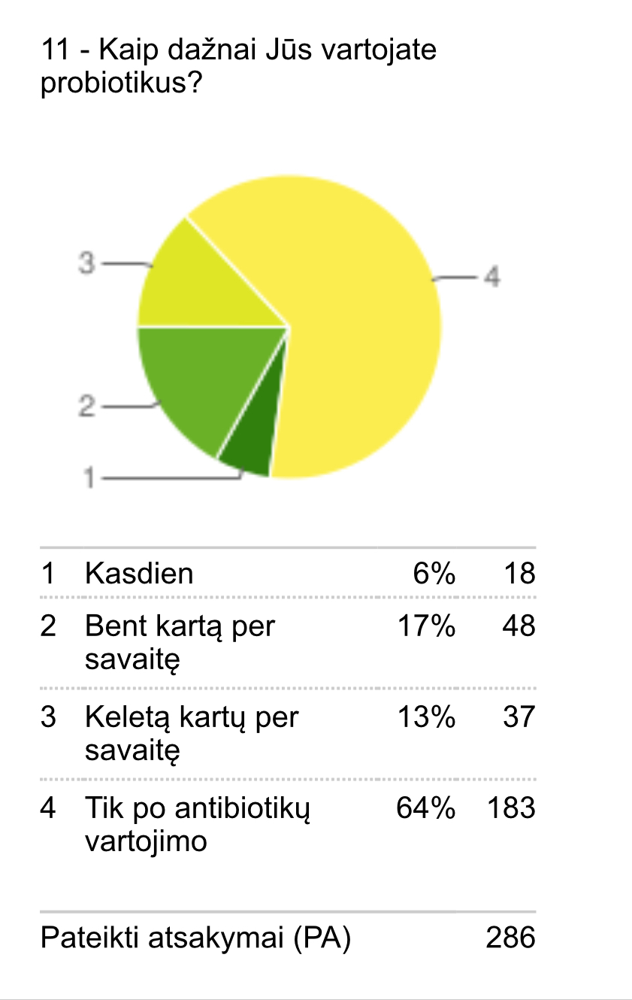 11 - Kaip dažnai Jūs vartojate
probiotikus?
3
4
2
1
1 Kasdien 6% 18
2 Bent kartą per 17% 48
savaitę
3 Keletą kartų per 13% 37
savaitę
4 Tik po antibiotikų 64% 183
vartojimo
Pateikti atsakymai (PA) 286